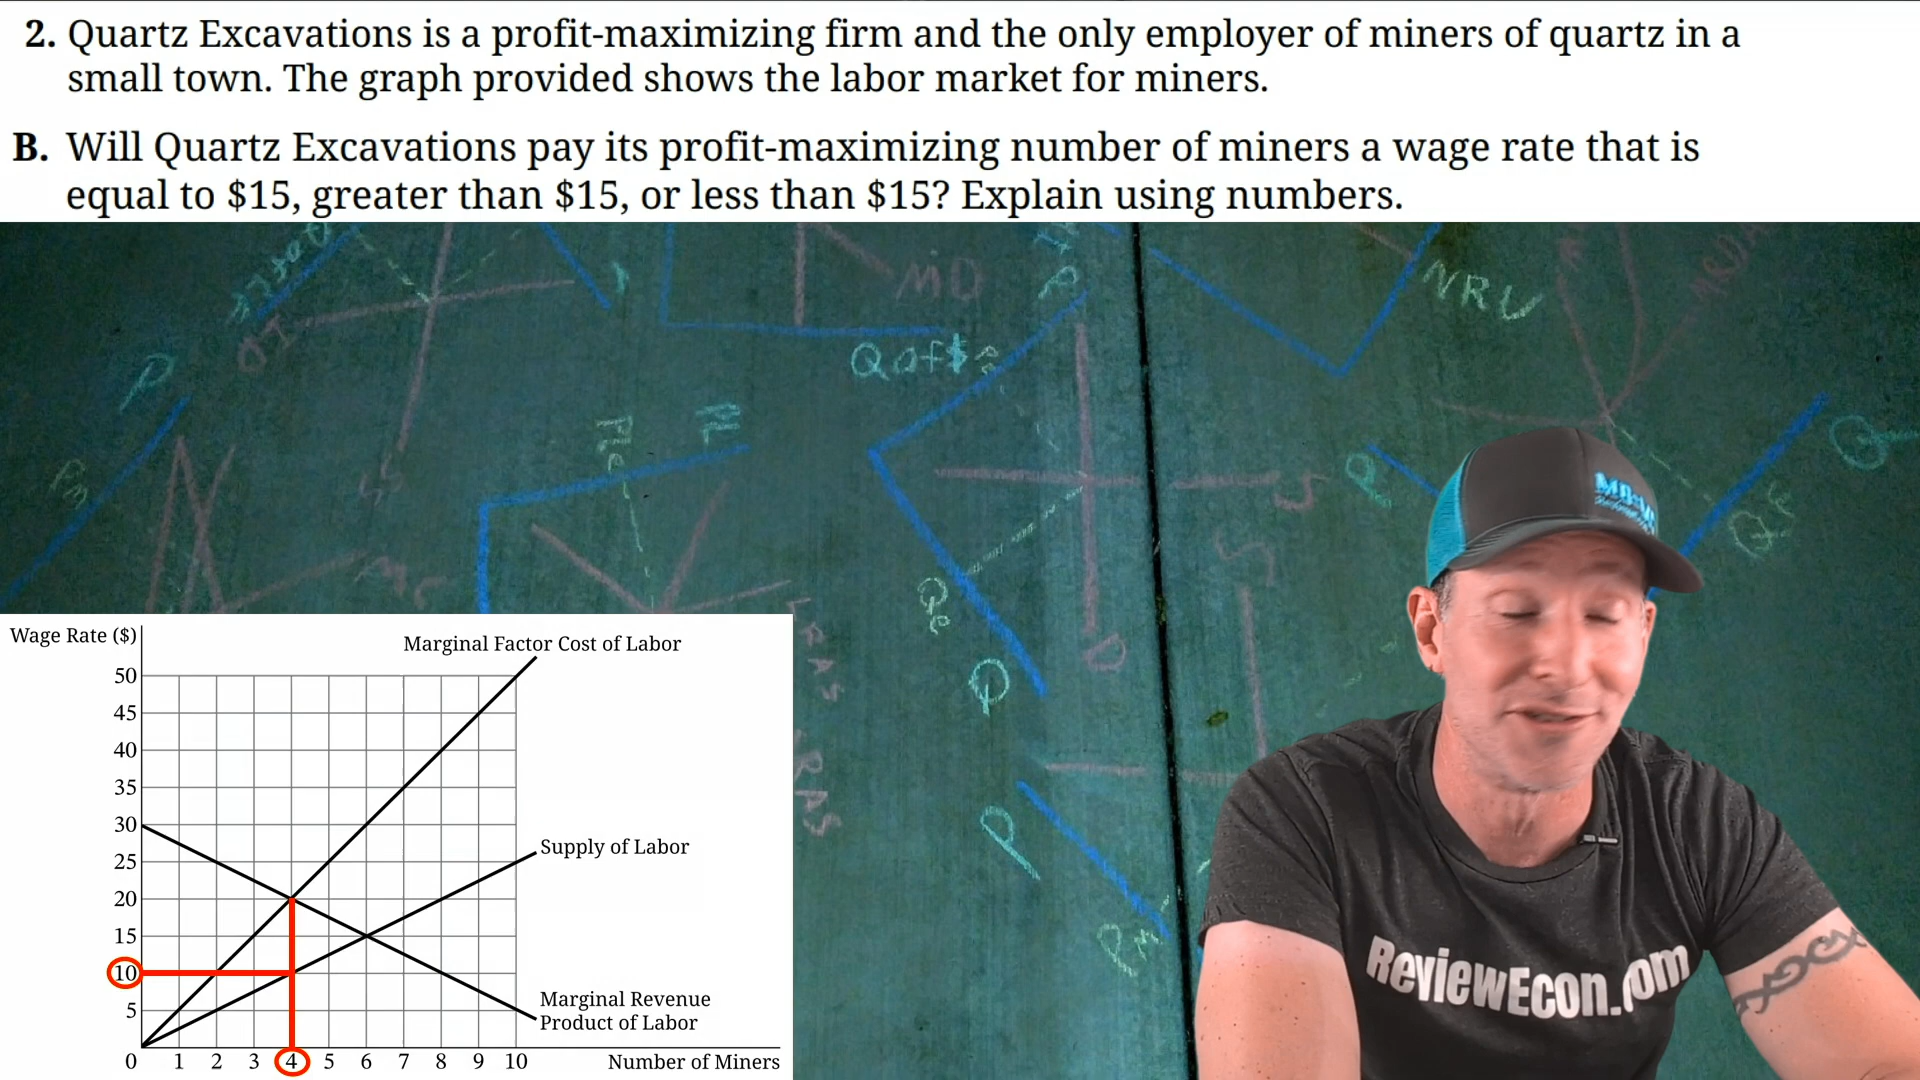 2. Quartz Excavations is a profit-maximizing firm and the only employer of miners of quartz in a
small town. The graph provided shows the labor market for miners.
B. Will Quartz Excavations pay its profit-maximizing number of miners a wage rate that is
equal to $15, greater than $15, or less than $15? Explain using numbers.
MD
NRU
Q of $
P
P
Q
P
P
D
S
Wage Rate ($)
Marginal Factor Cost of Labor
50
45
40
35
30
25
20
15
10
5
Supply of Labor
Marginal Revenue
Product of Labor
0 1 2 3 4 5 6 7 8 9 10 Number of Miners
ReviewEcon.com